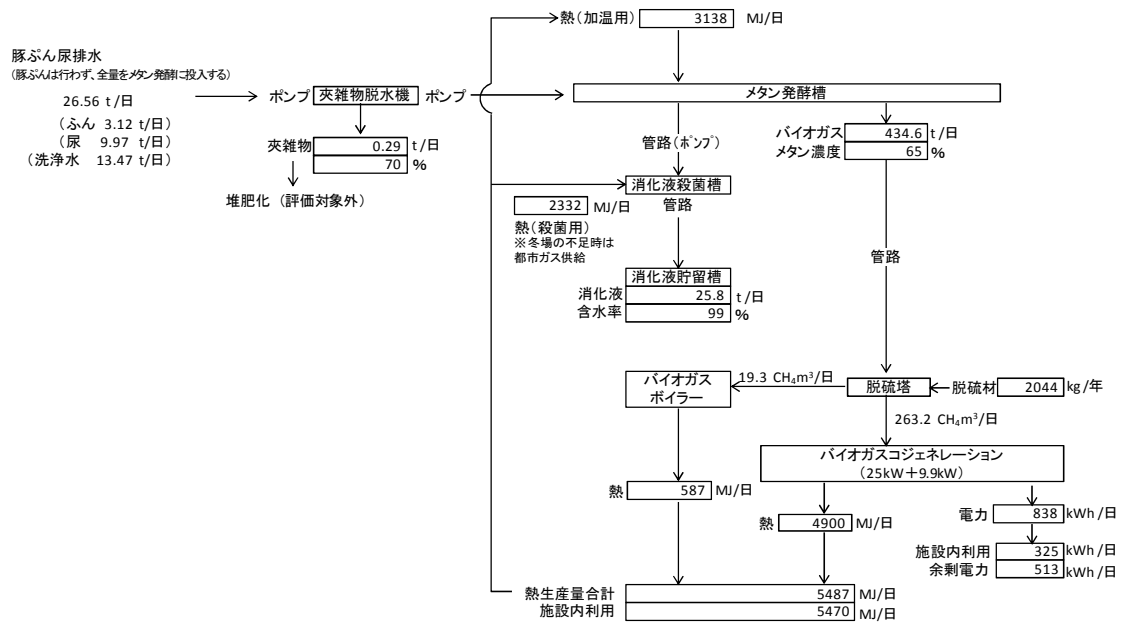 熱(加温用) 3138 MJ/日
豚ぷん尿排水
(豚ぷんは行わず、全量をメタン発酵に投入する)
26.56 t/日
(ふん 3.12 t/日)
(尿 9.97 t/日)
(洗浄水 13.47 t/日)
ポンプ 夾雑物脱水機 ポンプ
メタン発酵槽
夾雑物 0.29 t/日
70 %
堆肥化 (評価対象外)
管路(ポンプ)
バイオガス 434.6 t/日
メタン濃度 65 %
消化液殺菌槽
管路
2332 MJ/日
熱(殺菌用)
※冬場の不足時は
都市ガス供給
管路
消化液貯留槽
消化液 25.8 t/日
含水率 99 %
バイオガス
ボイラー
19.3 CH₄m³/日
脱硫塔
脱硫材 2044 kg/年
263.2 CH₄m³/日
バイオガスコジェネレーション
(25kW+9.9kW)
熱 587 MJ/日
熱 4900 MJ/日
電力 838 kWh/日
施設内利用 325 kWh/日
余剰電力 513 kWh/日
熱生産量合計 5487 MJ/日
施設内利用 5470 MJ/日